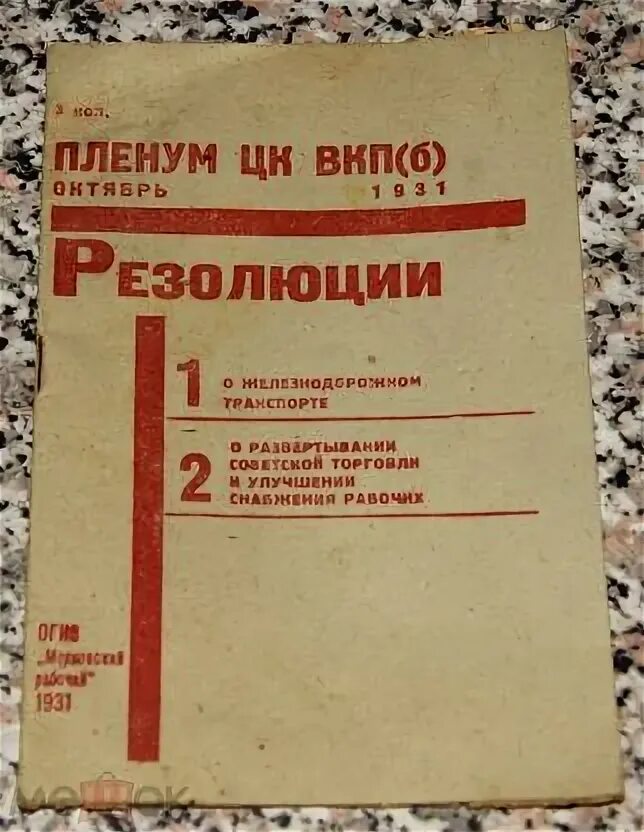 коп.
ПЛЕНУМ ЦК ВКП(б)
ОКТЯБРЬ 1931
РЕЗОЛЮЦИИ
1 О ЖЕЛЕЗНОДОРОЖНОМ
ТРАНСПОРТЕ
2 О РАЗВЕРТЫВАНИИ
СОВЕТСКОЙ ТОРГОВЛИ
И УЛУЧШЕНИИ
СНАБЖЕНИЯ РАБОЧИХ
ОГИЗ
„Московский
рабочий"
1931